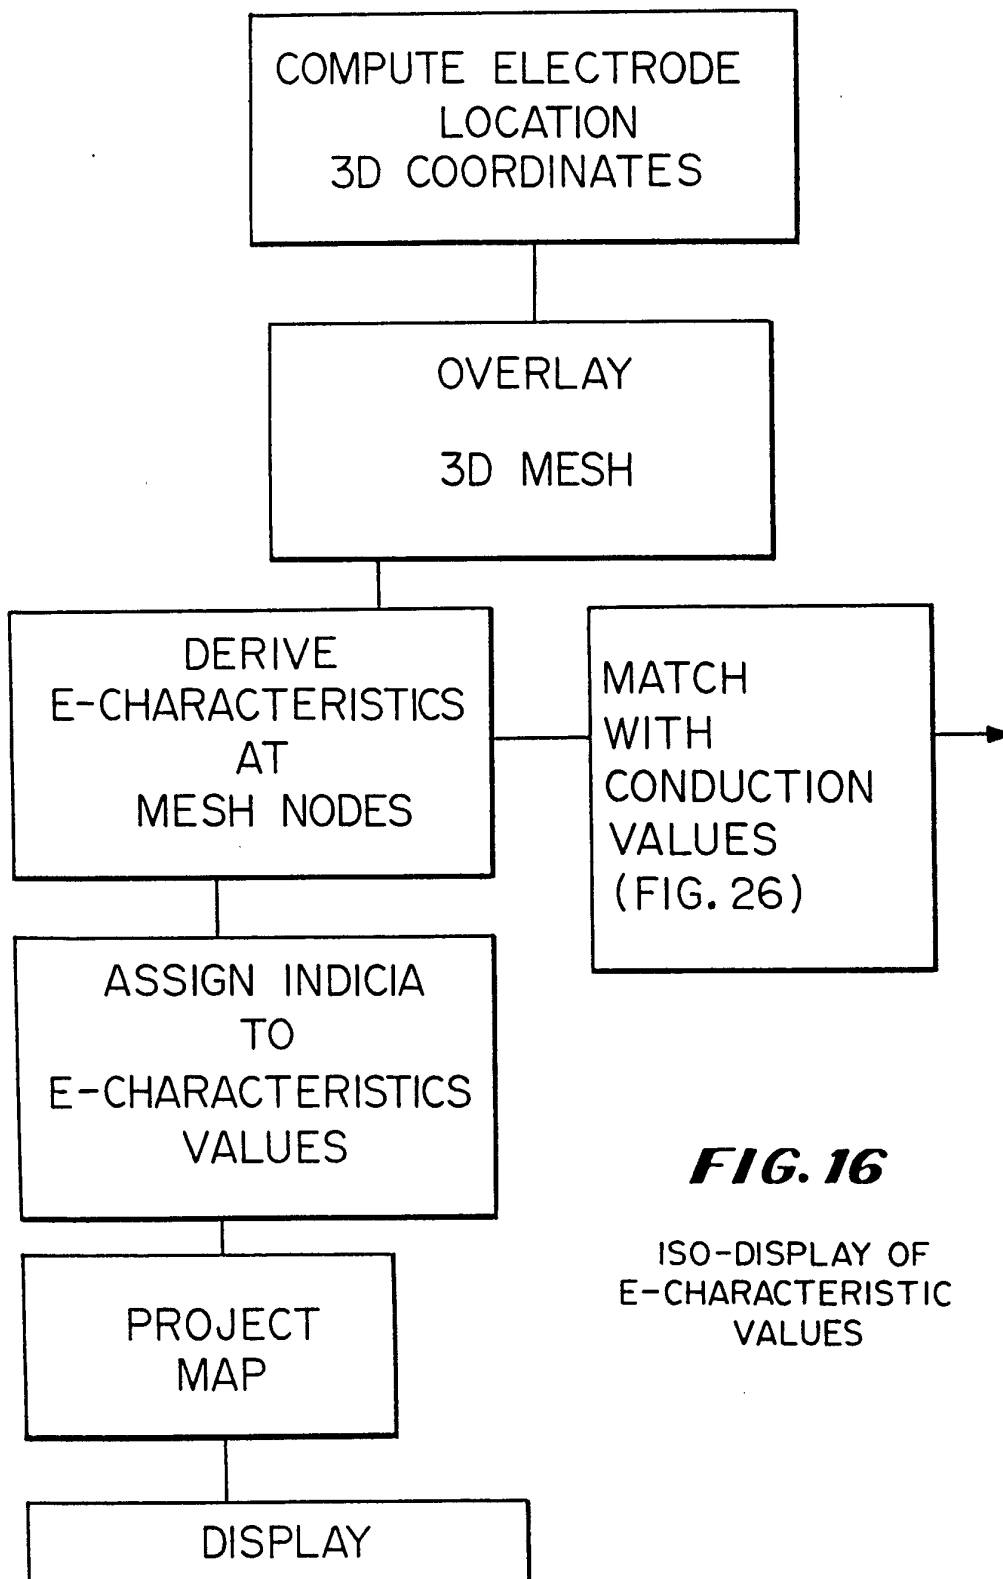 COMPUTE ELECTRODE
LOCATION
3D COORDINATES
OVERLAY
3D MESH
DERIVE
E-CHARACTERISTICS
AT
MESH NODES
MATCH
WITH
CONDUCTION
VALUES
(FIG. 26)
ASSIGN INDICIA
TO
E-CHARACTERISTICS
VALUES
PROJECT
MAP
DISPLAY
FIG. 16
ISO-DISPLAY OF
E-CHARACTERISTIC
VALUES